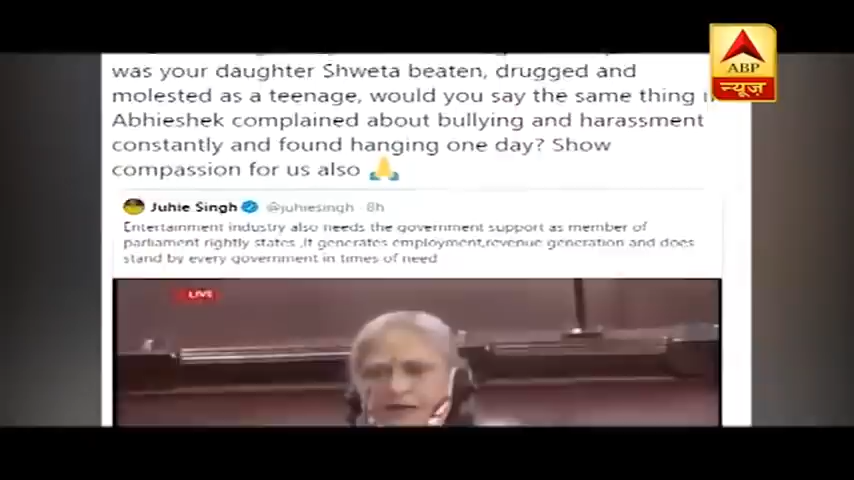 ABP
न्यूज़
was your daughter Shweta beaten, drugged and
molested as a teenage, would you say the same thing
Abhieshek complained about bullying and harassment
constantly and found hanging one day? Show
compassion for us also 🙏
Juhie Singh @juhiesingh · 8h
Entertainment industry also needs the government support as member of
parliament rightly states ,It generates employment,revenue generation and does
stand by every government in times of need
LIVE